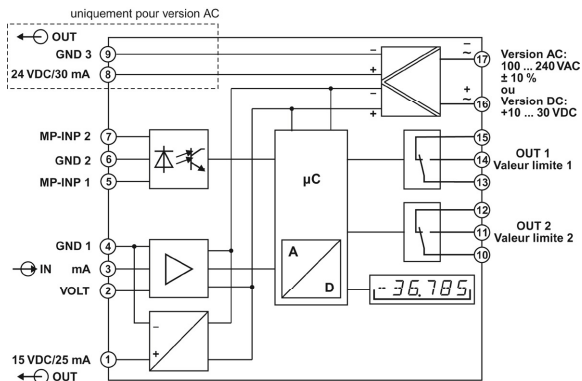 uniquement pour version AC
OUT
GND 3 9
24 VDC/30 mA 8
MP-INP 2 7
GND 2 6
MP-INP 1 5
GND 1 4
IN mA 3
VOLT 2
15 VDC/25 mA 1
OUT
−
+
−
+
−
~
+
~
µC
A
D
−
+
-36.785
17 Version AC:
100 ... 240 VAC
± 10 %
ou
16 Version DC:
+10 ... 30 VDC
15
14 OUT 1
Valeur limite 1
13
12
11 OUT 2
Valeur limite 2
10